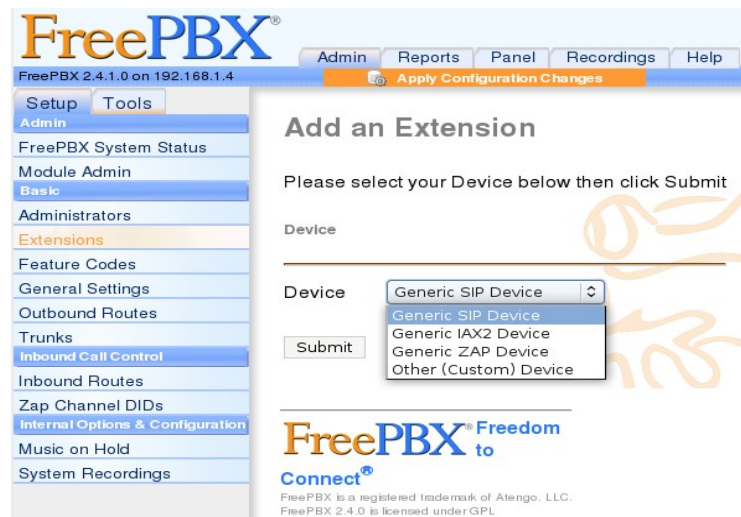 FreePBX®
Admin Reports Panel Recordings Help
FreePBX 2.4.1.0 on 192.168.1.4
Apply Configuration Changes
Setup Tools
Admin
FreePBX System Status
Module Admin
Basic
Administrators
Extensions
Feature Codes
General Settings
Outbound Routes
Trunks
Inbound Call Control
Inbound Routes
Zap Channel DIDs
Internal Options & Configuration
Music on Hold
System Recordings
Add an Extension
Please select your Device below then click Submit
Device
Device Generic SIP Device
Generic SIP Device
Generic IAX2 Device
Generic ZAP Device
Other (Custom) Device
Submit
FreePBX® Freedom
to
Connect®
FreePBX is a registered trademark of Atengo. LLC.
FreePBX 2.4.0 is licensed under GPL